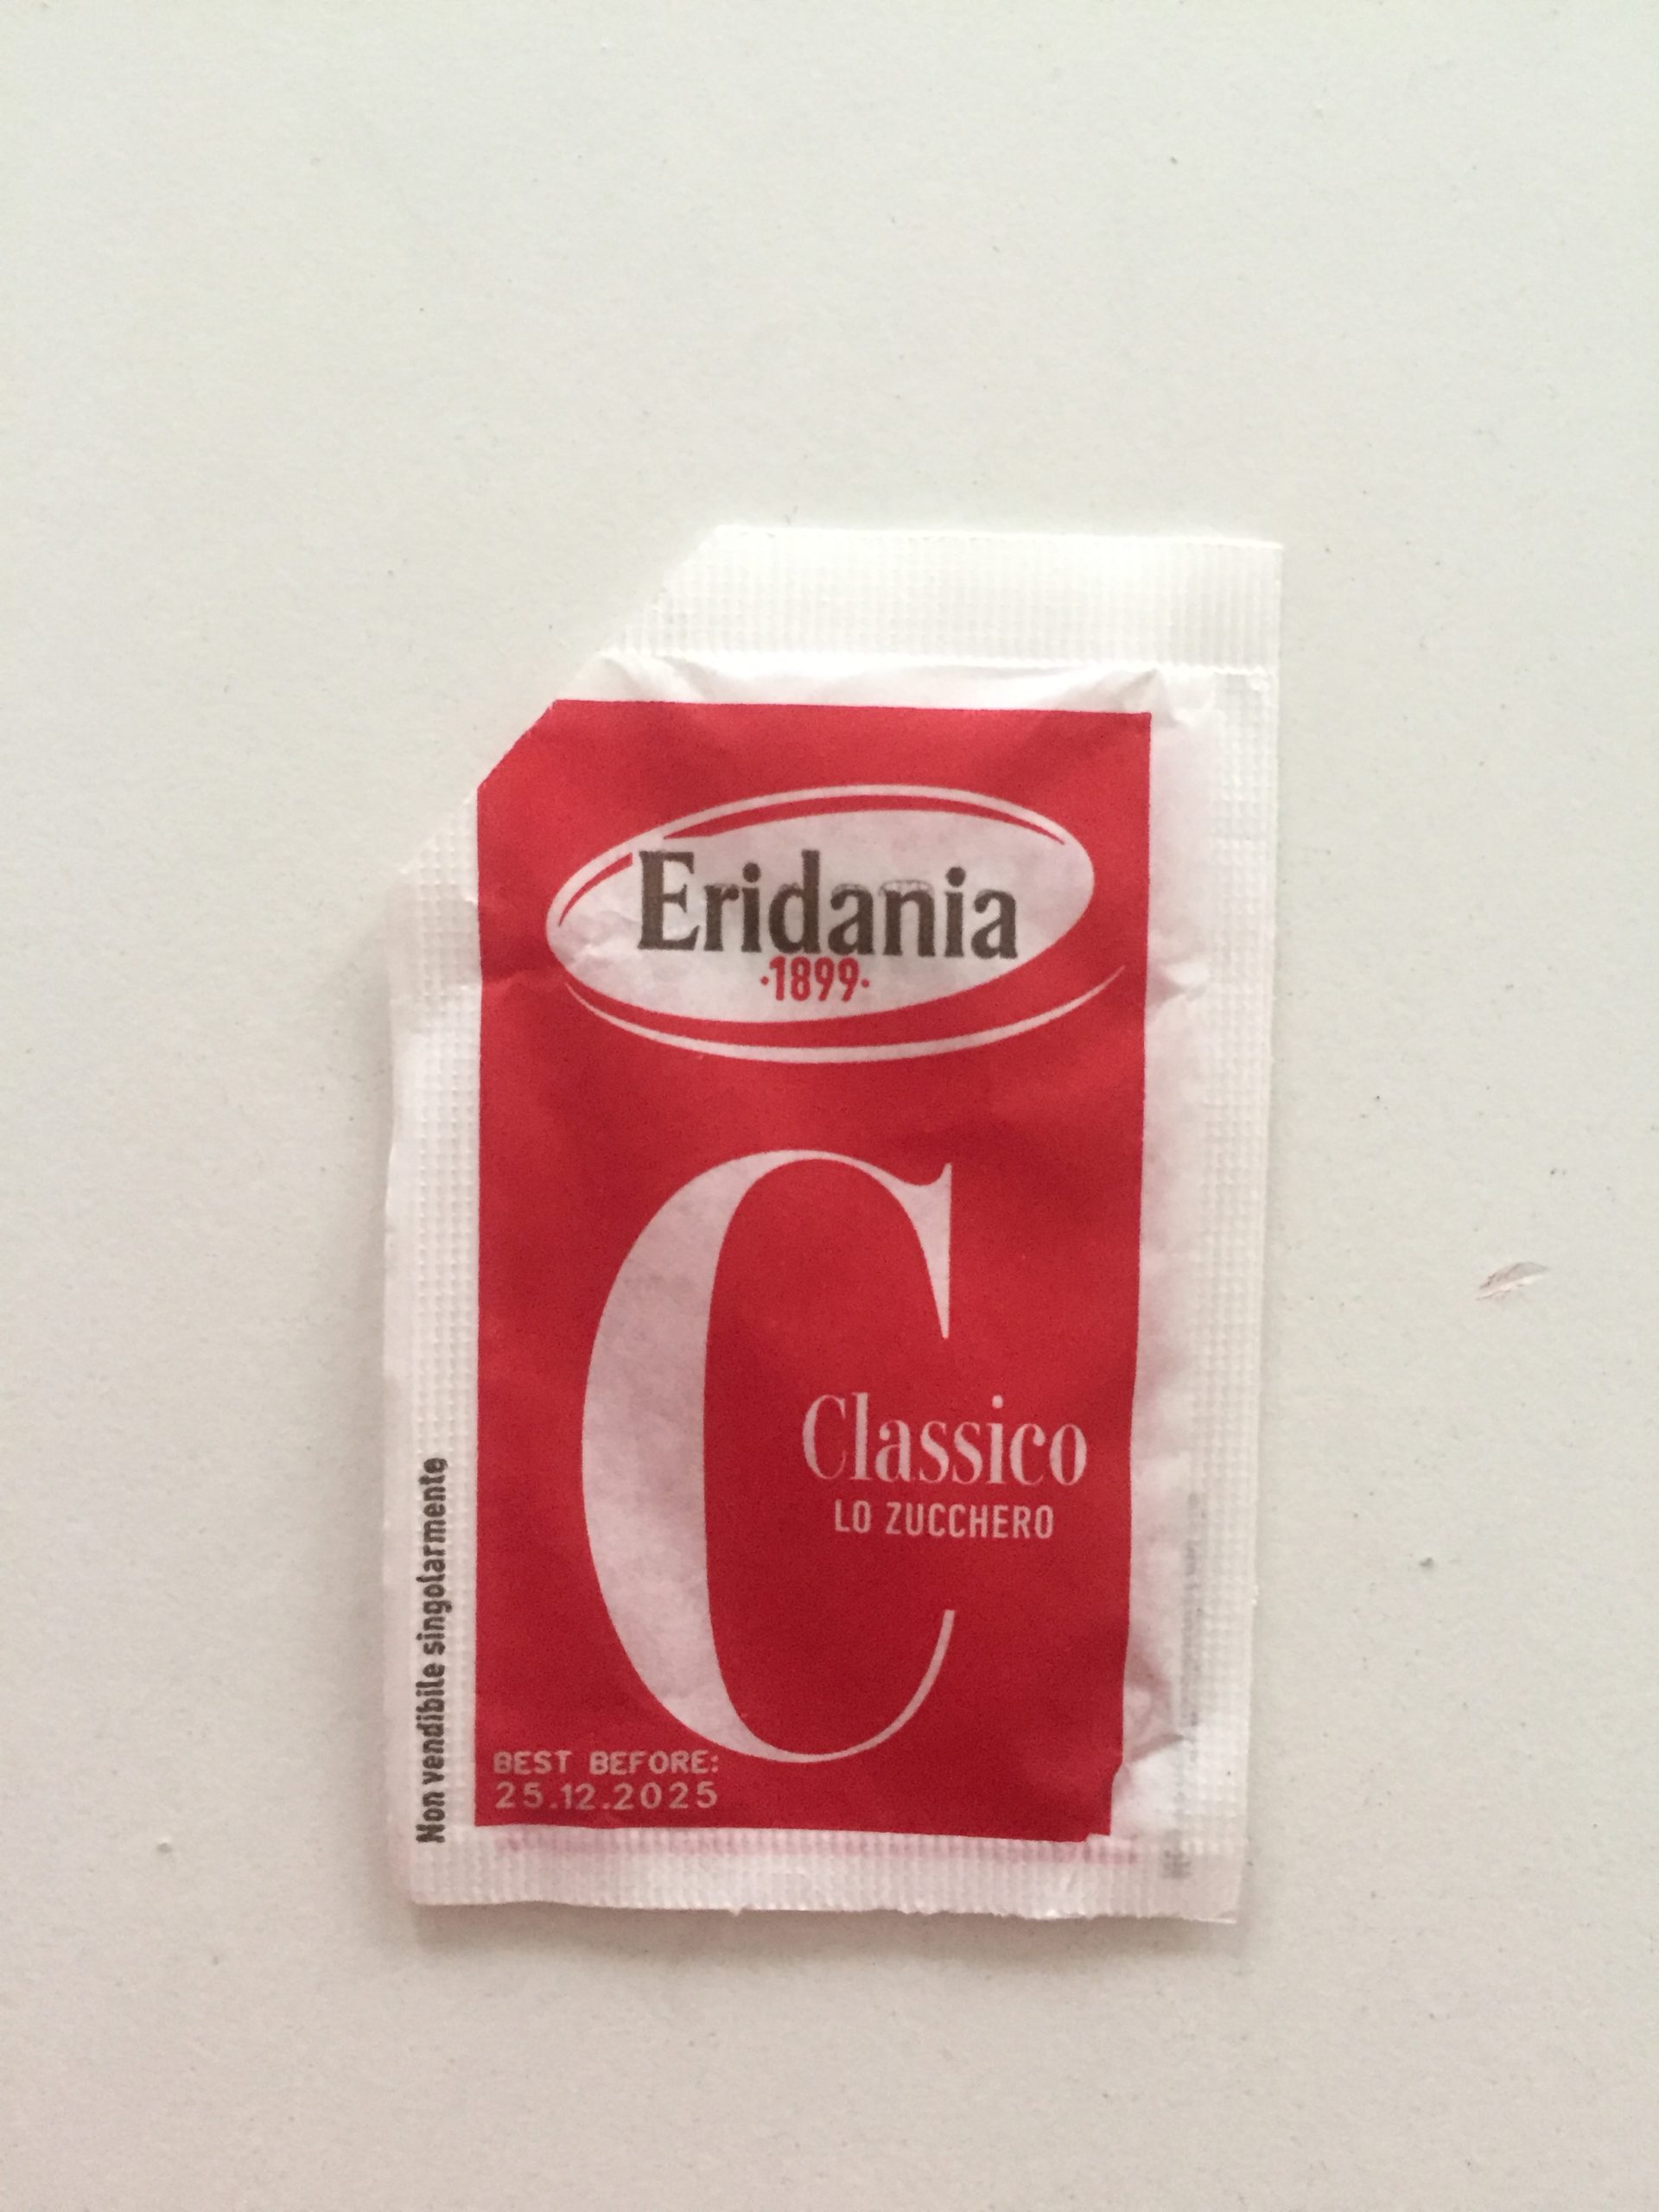 Eridania
·1899·
C
Classico
LO ZUCCHERO
BEST BEFORE:
25.12.2025
Non vendibile singolarmente